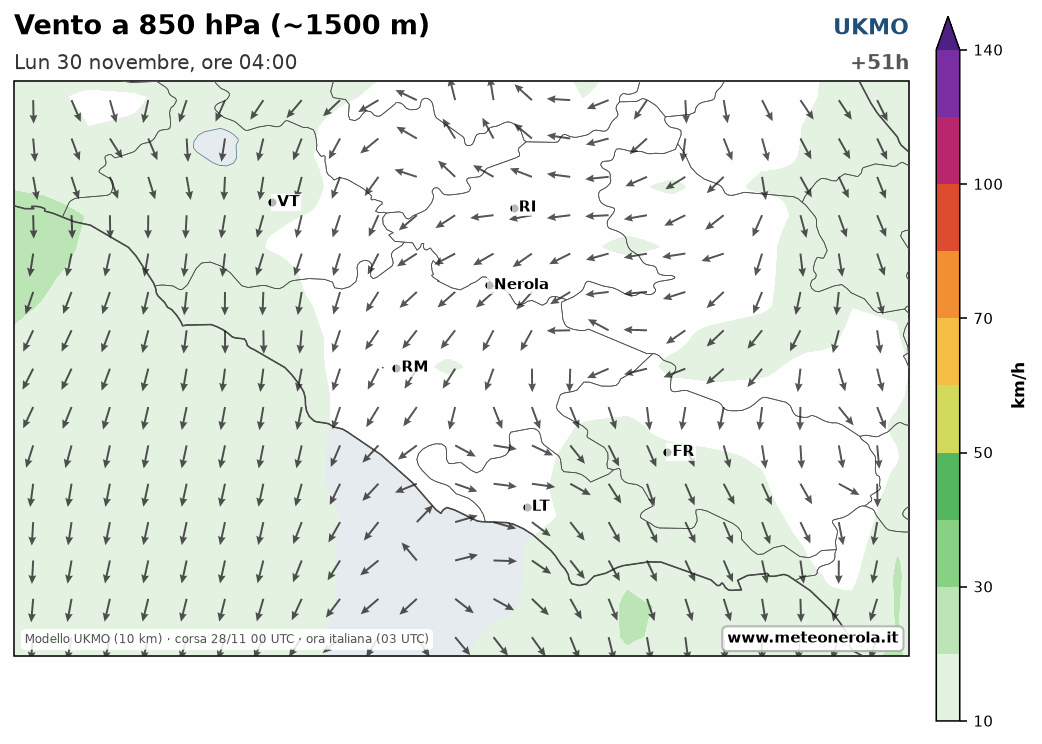 Vento a 850 hPa (~1500 m)
UKMO
Lun 30 novembre, ore 04:00
+51h
VT
RI
Nerola
RM
FR
LT
Modello UKMO (10 km) · corsa 28/11 00 UTC · ora italiana (03 UTC)
www.meteonerola.it
140
100
70
50
30
10
km/h